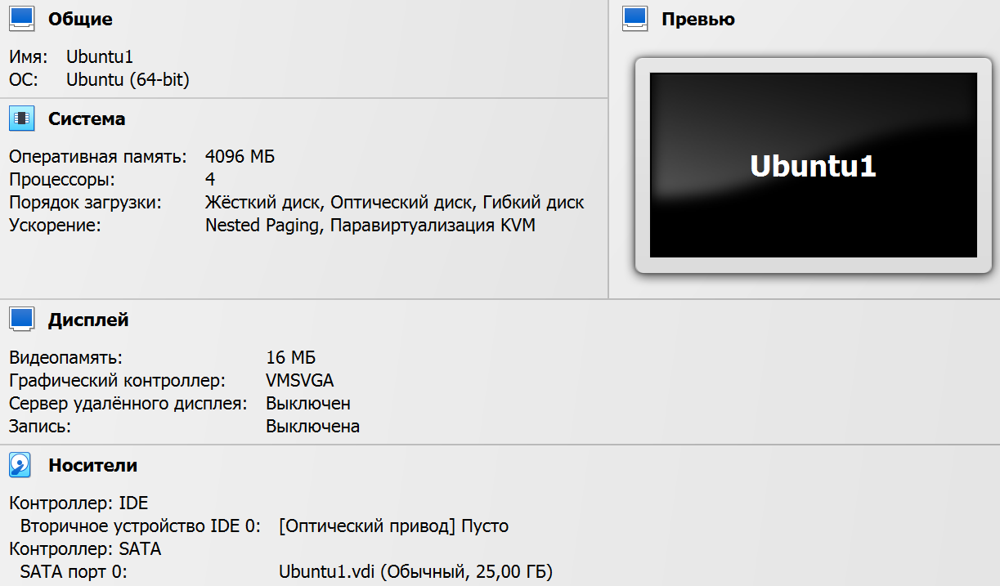 Общие
Имя: Ubuntu1
ОС: Ubuntu (64-bit)
Система
Оперативная память: 4096 МБ
Процессоры: 4
Порядок загрузки: Жёсткий диск, Оптический диск, Гибкий диск
Ускорение: Nested Paging, Паравиртуализация KVM
Превью
Ubuntu1
Дисплей
Видеопамять: 16 МБ
Графический контроллер: VMSVGA
Сервер удалённого дисплея: Выключен
Запись: Выключена
Носители
Контроллер: IDE
Вторичное устройство IDE 0: [Оптический привод] Пусто
Контроллер: SATA
SATA порт 0: Ubuntu1.vdi (Обычный, 25,00 ГБ)